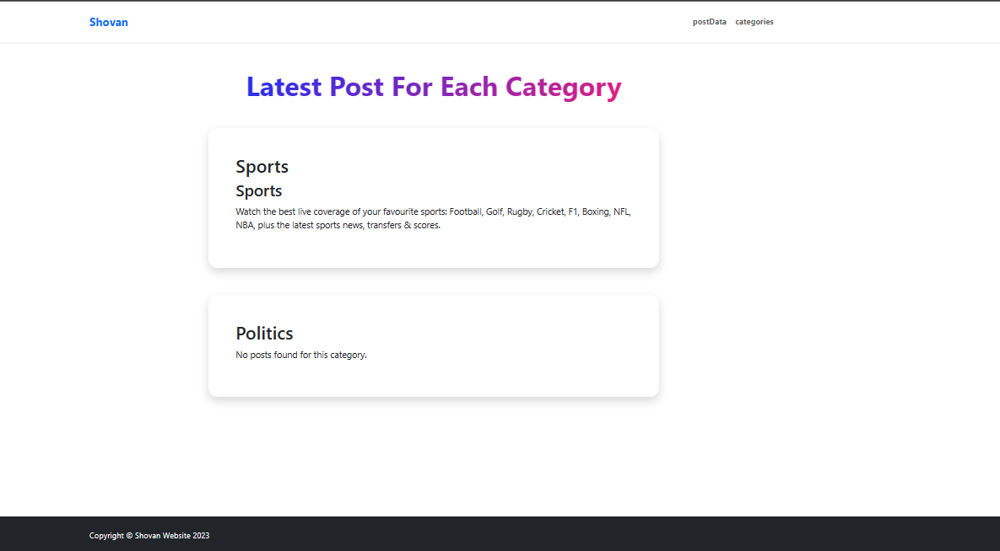 Shovan
postData categories
Latest Post For Each Category
Sports
Sports
Watch the best live coverage of your favourite sports: Football, Golf, Rugby, Cricket, F1, Boxing, NFL,
NBA, plus the latest sports news, transfers & scores.
Politics
No posts found for this category.
Copyright © Shovan Website 2023